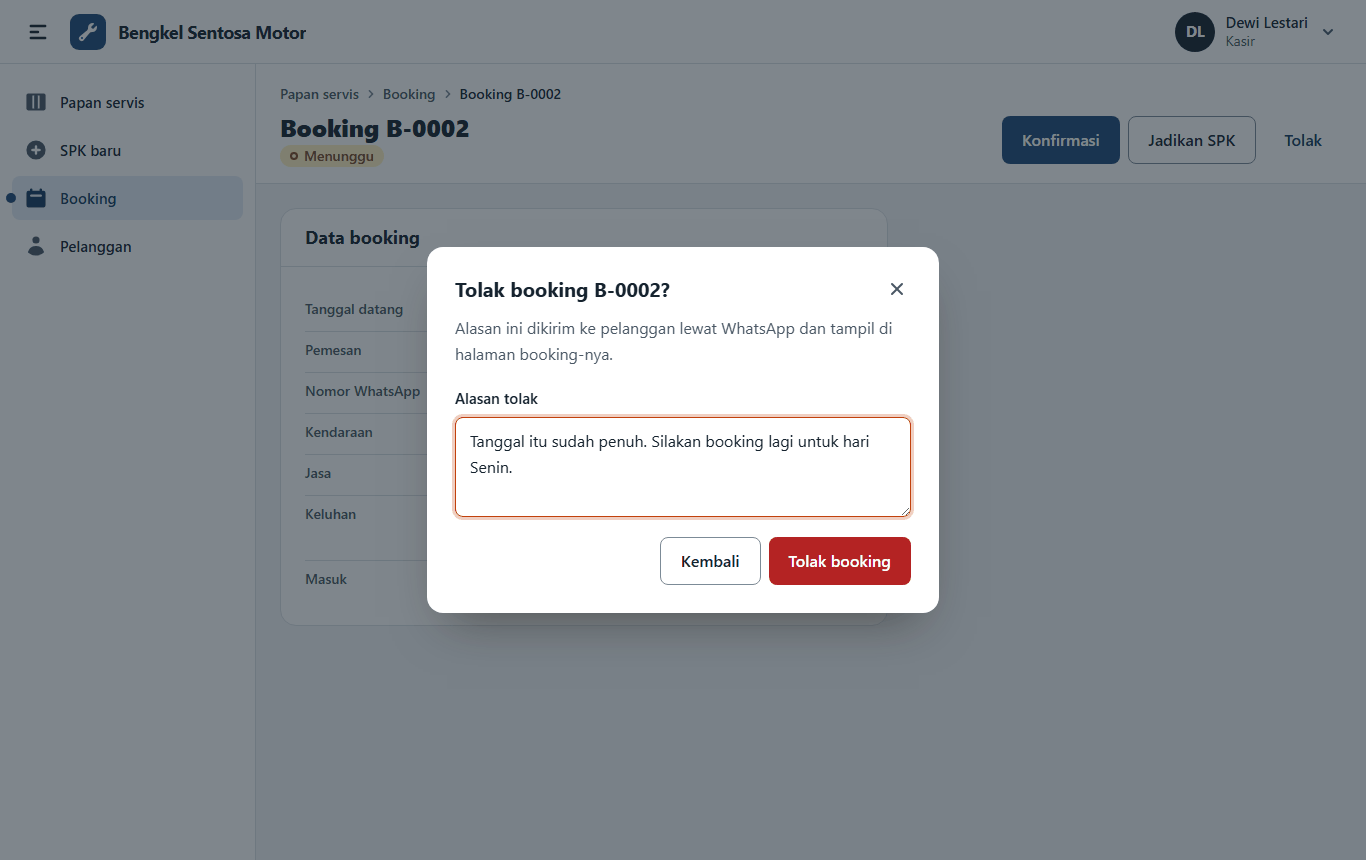 Bengkel Sentosa Motor
DL
Dewi Lestari
Kasir
Papan servis
SPK baru
Booking
Pelanggan
Papan servis > Booking > Booking B-0002
Booking B-0002
Menunggu
Konfirmasi
Jadikan SPK
Tolak
Data booking
Tanggal datang
Pemesan
Nomor WhatsApp
Kendaraan
Jasa
Keluhan
Masuk
Tolak booking B-0002?
Alasan ini dikirim ke pelanggan lewat WhatsApp dan tampil di
halaman booking-nya.
Alasan tolak
Tanggal itu sudah penuh. Silakan booking lagi untuk hari
Senin.
Kembali
Tolak booking